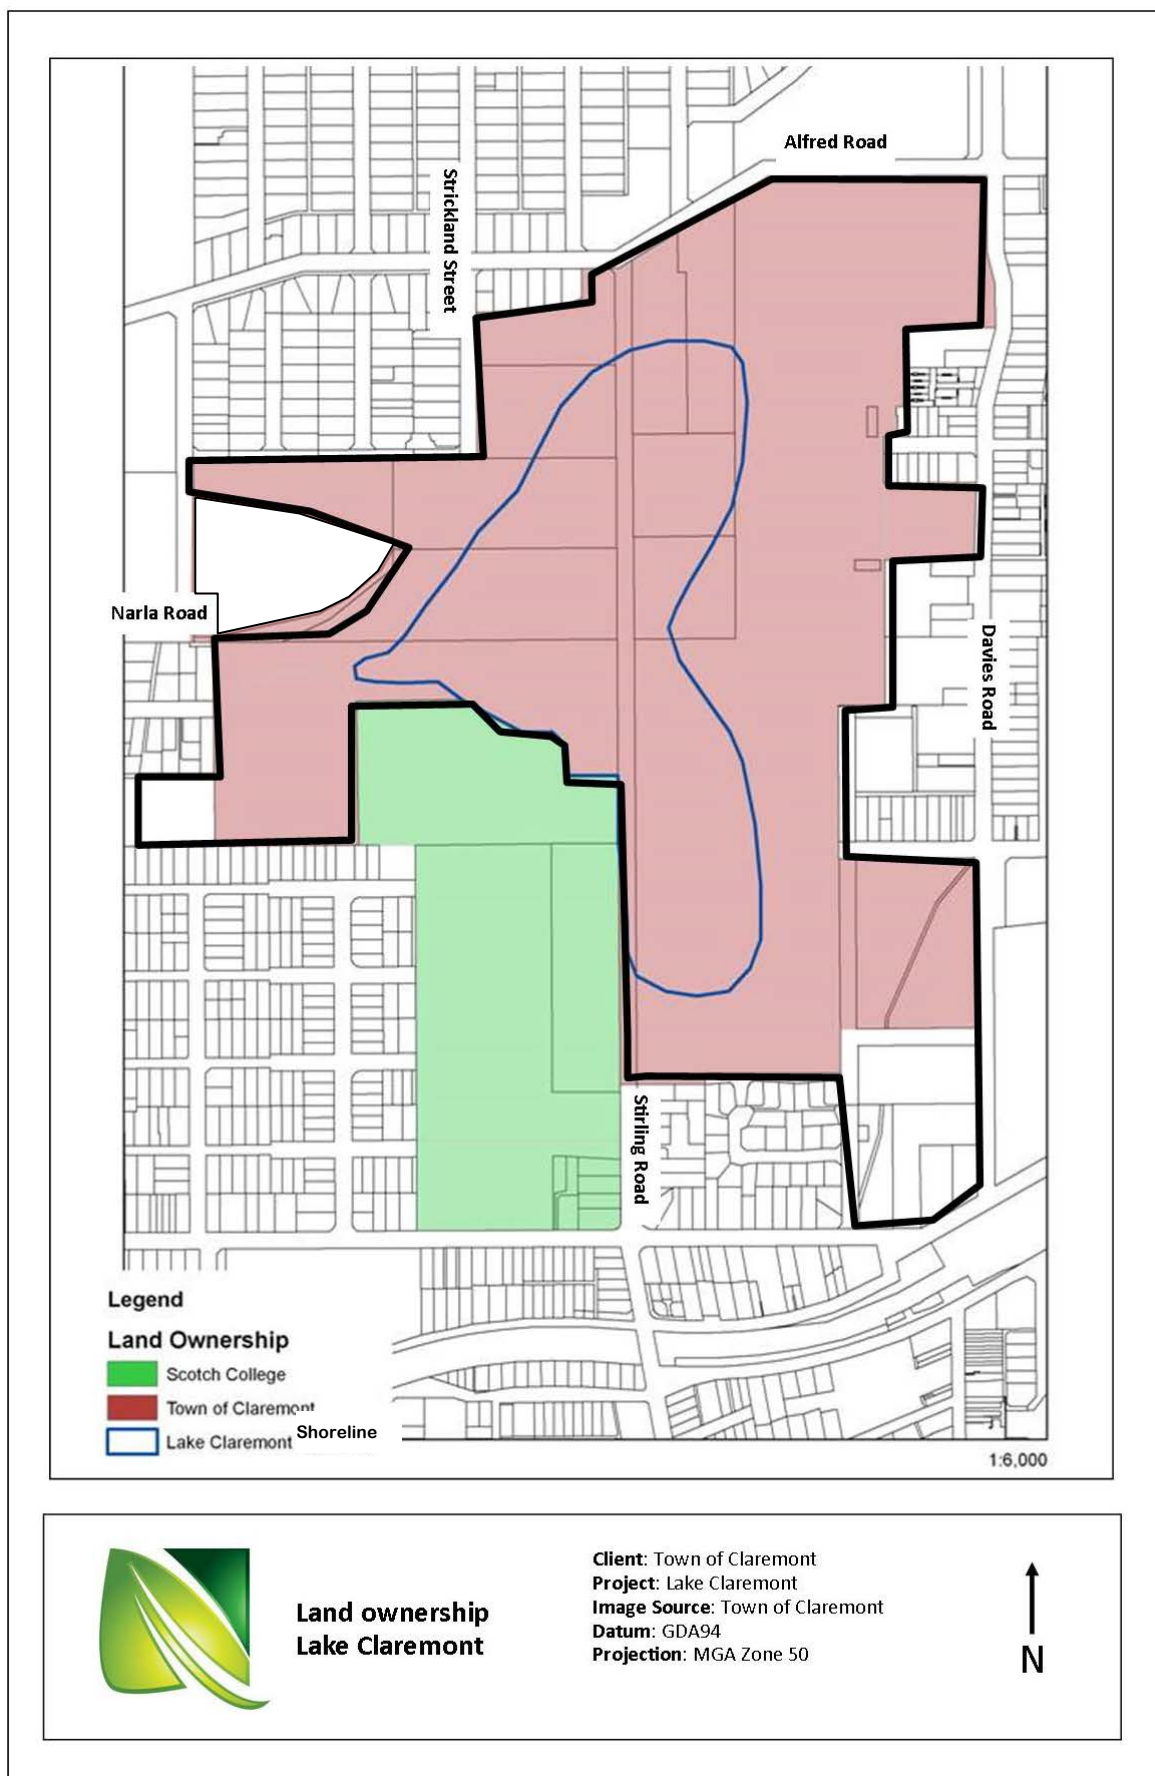 Alfred Road
Strickland Street
Narla Road
Davies Road
Stirling Road
Legend
Land Ownership
Scotch College
Town of Claremont
Lake Claremont Shoreline
1:6,000
Land ownership
Lake Claremont
Client: Town of Claremont
Project: Lake Claremont
Image Source: Town of Claremont
Datum: GDA94
Projection: MGA Zone 50
N